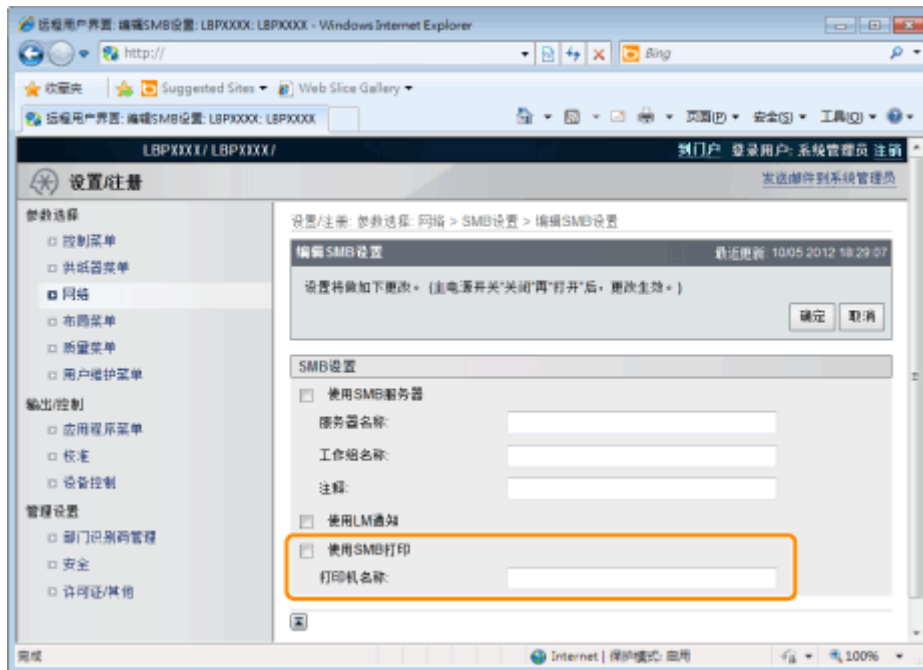 远程用户界面: 编辑SMB设置: LBPXXXX: LBPXXXX - Windows Internet Explorer
http://
Bing
收藏夹 Suggested Sites Web Slice Gallery
远程用户界面: 编辑SMB设置: LBPXXXX: LBPXXXX
页面(P) 安全(S) 工具(O)
LBPXXXX/ LBPXXXX/
到门户 登录用户: 系统管理员 注销
设置/注册
发送邮件到系统管理员
参数选择
控制菜单
供纸器菜单
网络
布局菜单
质量菜单
用户维护菜单
输出/控制
应用程序菜单
校准
设备控制
管理设置
部门识别码管理
安全
许可证/其他
设置/注册: 参数选择: 网络 > SMB设置 > 编辑SMB设置
编辑SMB设置
最近更新 10/05 2012 18:29:07
设置将做如下更改。 (主电源开关"关闭"再"打开"后，更改生效。)
确定 取消
SMB设置
使用SMB服务器
服务器名称:
工作组名称:
注释:
使用LM通知
使用SMB打印
打印机名称:
完成
Internet | 保护模式: 启用
100%